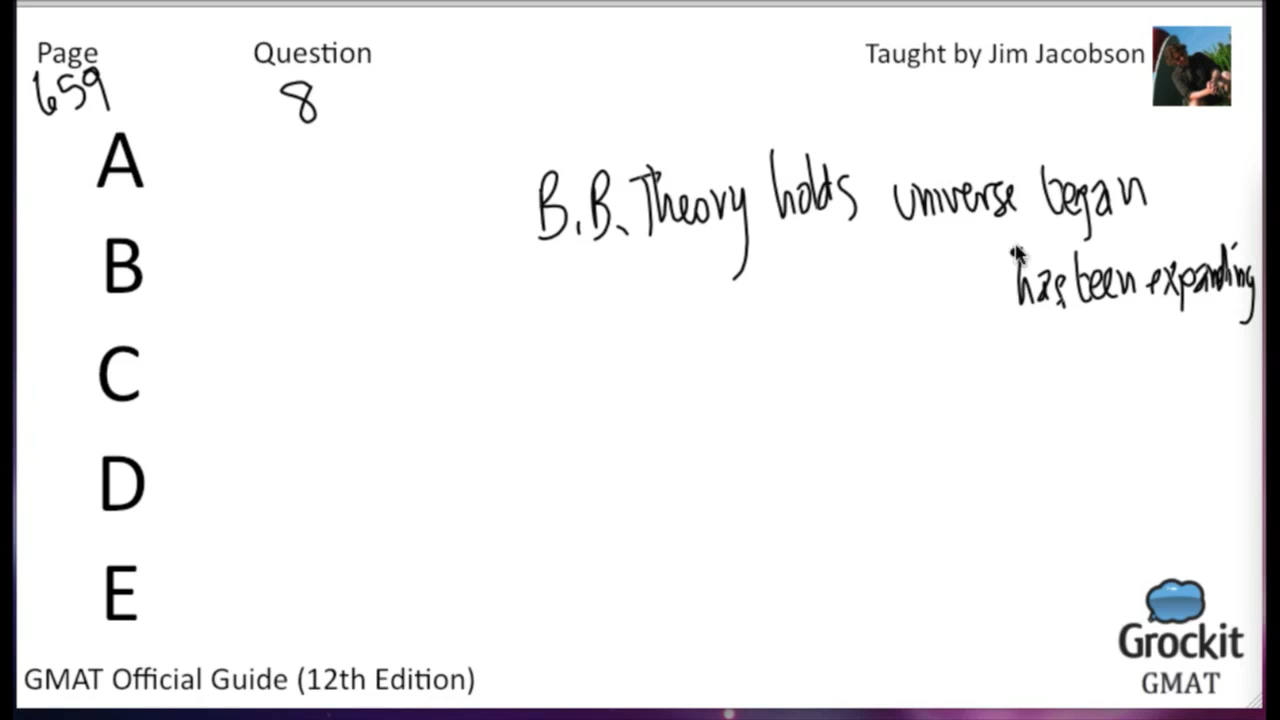 Page Question Taught by Jim Jacobson
659 8
A
B.B. Theory holds universe began
B
has been expanding
C
D
E
Grockit
GMAT
GMAT Official Guide (12th Edition)